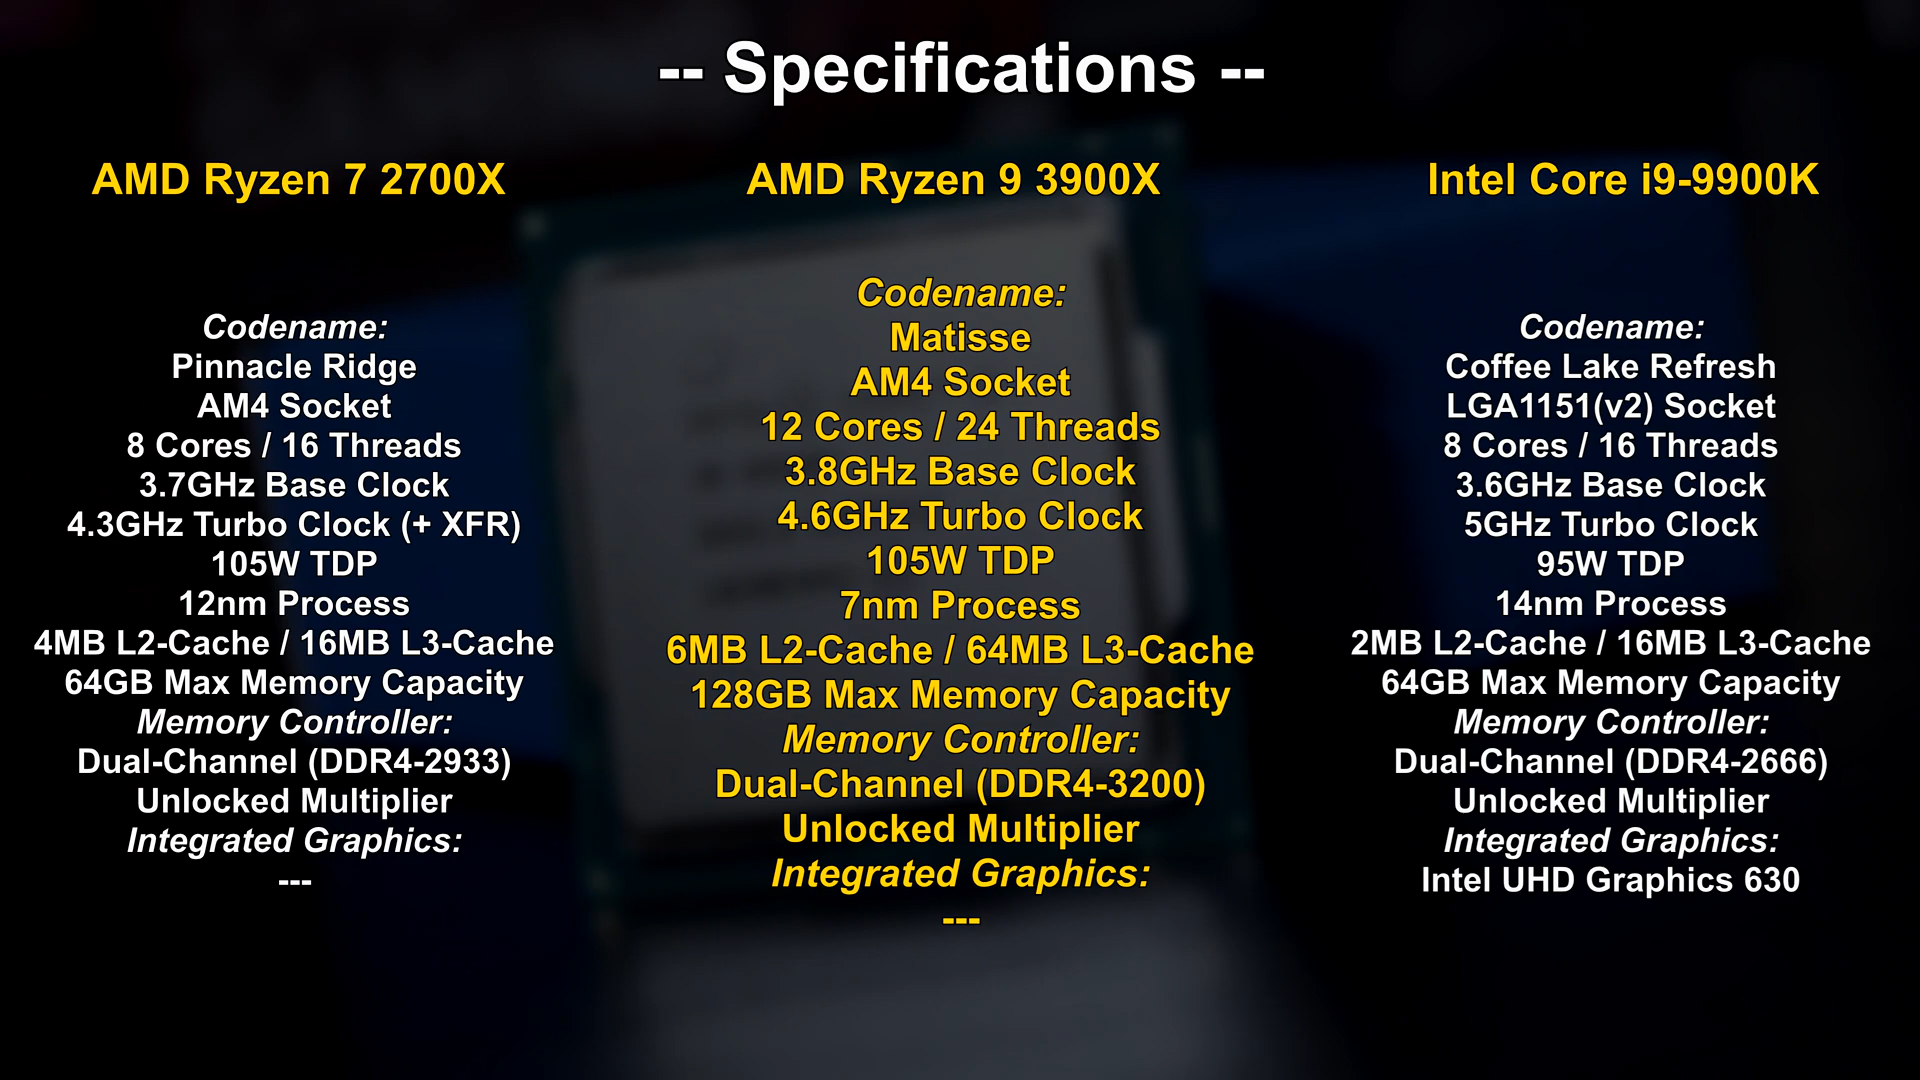 -- Specifications --
AMD Ryzen 7 2700X
Codename:
Pinnacle Ridge
AM4 Socket
8 Cores / 16 Threads
3.7GHz Base Clock
4.3GHz Turbo Clock (+ XFR)
105W TDP
12nm Process
4MB L2-Cache / 16MB L3-Cache
64GB Max Memory Capacity
Memory Controller:
Dual-Channel (DDR4-2933)
Unlocked Multiplier
Integrated Graphics:
---
AMD Ryzen 9 3900X
Codename:
Matisse
AM4 Socket
12 Cores / 24 Threads
3.8GHz Base Clock
4.6GHz Turbo Clock
105W TDP
7nm Process
6MB L2-Cache / 64MB L3-Cache
128GB Max Memory Capacity
Memory Controller:
Dual-Channel (DDR4-3200)
Unlocked Multiplier
Integrated Graphics:
---
Intel Core i9-9900K
Codename:
Coffee Lake Refresh
LGA1151(v2) Socket
8 Cores / 16 Threads
3.6GHz Base Clock
5GHz Turbo Clock
95W TDP
14nm Process
2MB L2-Cache / 16MB L3-Cache
64GB Max Memory Capacity
Memory Controller:
Dual-Channel (DDR4-2666)
Unlocked Multiplier
Integrated Graphics:
Intel UHD Graphics 630